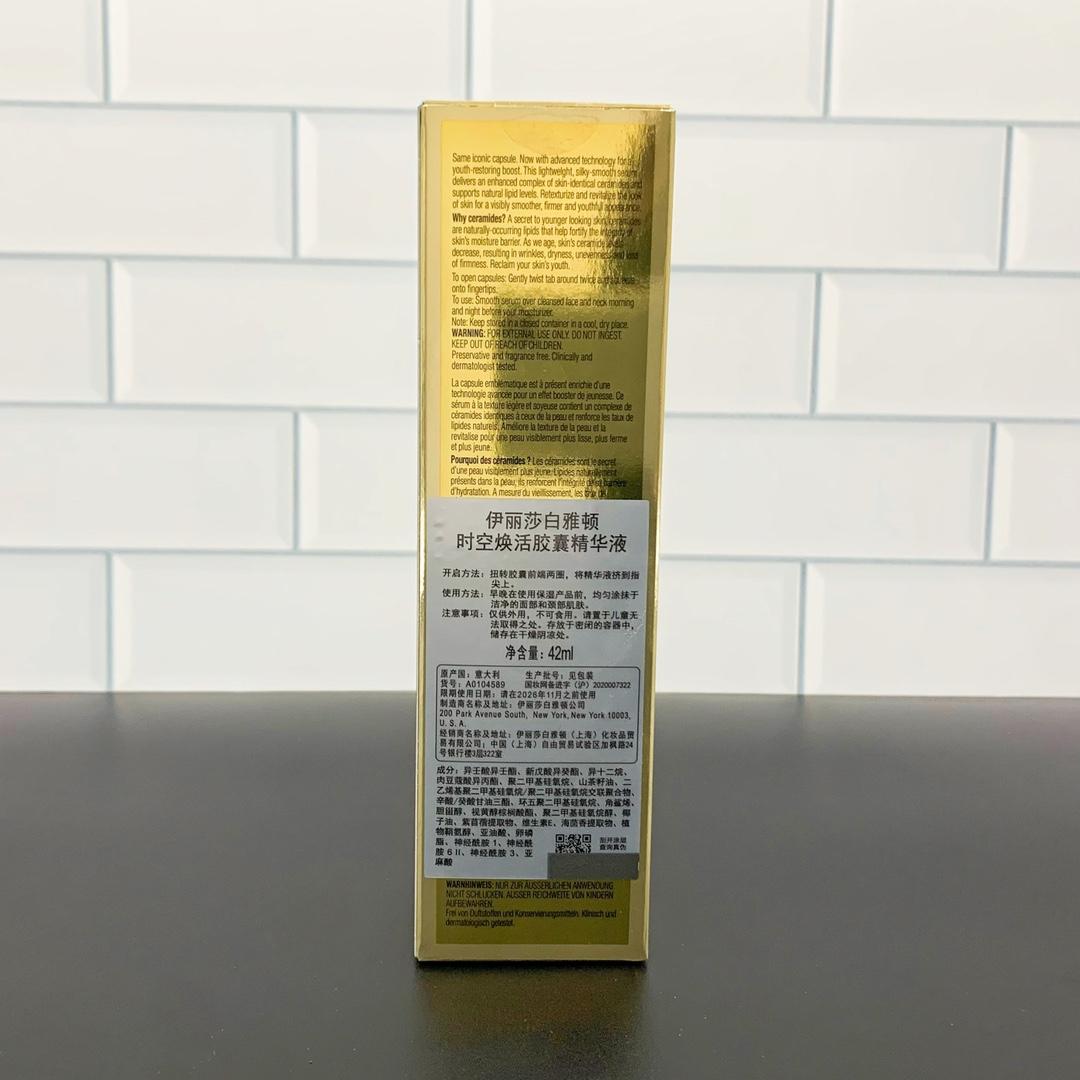 Same iconic capsule. Now with advanced technology for a
youth-restoring boost. This lightweight, silky-smooth serum
delivers an enhanced complex of skin-identical ceramides and
supports natural lipid levels. Retexturize and revitalize the look
of skin for a visibly smoother, firmer and youthful appearance.
Why ceramides? A secret to younger looking skin, ceramides
are naturally-occurring lipids that help fortify the integrity of
skin's moisture barrier. As we age, skin's ceramide levels
decrease, resulting in wrinkles, dryness, unevenness and loss
of firmness. Reclaim your skin's youth.
To open capsules: Gently twist tab around twice and squeeze
onto fingertips.
To use: Smooth serum over cleansed face and neck morning
and night before your moisturizer.
Note: Keep stored in a closed container in a cool, dry place.
WARNING: FOR EXTERNAL USE ONLY. DO NOT INGEST.
KEEP OUT OF REACH OF CHILDREN.
Preservative and fragrance free. Clinically and
dermatologist tested.
La capsule emblématique est à présent enrichie d'une
technologie avancée pour un effet booster de jeunesse. Ce
sérum à la texture légère et soyeuse contient un complexe de
céramides identiques à ceux de la peau et renforce les taux de
lipides naturels. Améliore la texture de la peau et la
revitalise pour une peau visiblement plus lisse, plus ferme
et plus jeune.
Pourquoi des céramides ? Les céramides sont le secret
d'une peau visiblement plus jeune. Lipides naturellement
présents dans la peau, ils renforcent l'intégrité de sa barrière
d'hydratation. A mesure du vieillissement, les taux de
伊丽莎白雅顿
时空焕活胶囊精华液
开启方法：扭转胶囊前端两圈，将精华液挤到指
尖上。
使用方法：早晚在使用保湿产品前，均匀涂抹于
洁净的面部和颈部肌肤。
注意事项：仅供外用，不可食用。请置于儿童无
法取得之处。存放于密闭的容器中，
储存在干燥阴凉处。
净含量：42ml
原产国：意大利 生产批号：见包装
货号：A0104589 国妆网备进字（沪）2020007322
限期使用日期：请在2026年11月之前使用
制造商名称及地址：伊丽莎白雅顿公司
200 Park Avenue South, New York, New York 10003,
U.S.A.
经销商名称及地址：伊丽莎白雅顿（上海）化妆品贸
易有限公司；中国（上海）自由贸易试验区加枫路24
号银行楼3层322室
成分：异壬酸异壬酯、新戊酸异癸酯、异十二烷、
肉豆蔻酸异丙酯、聚二甲基硅氧烷、山茶籽油、二
乙烯基聚二甲基硅氧烷/聚二甲基硅氧烷交联聚合物、
辛酸/癸酸甘油三酯、环五聚二甲基硅氧烷、角鲨烯、
胆甾醇、视黄醇棕榈酸酯、聚二甲基硅氧烷醇、椰
子油、紫苜蓿提取物、维生素E、海茴香提取物、植
物鞘氨醇、亚油酸、卵磷
脂、神经酰胺 1、神经酰
胺 6 II、神经酰胺 3、亚
麻酸
刮开涂层
查询真伪
WARNHINWEIS: NUR ZUR ÄUSSERLICHEN ANWENDUNG.
NICHT SCHLUCKEN. AUSSER REICHWEITE VON KINDERN
AUFBEWAHREN.
Frei von Duftstoffen und Konservierungsmitteln. Klinisch und
dermatologisch getestet.